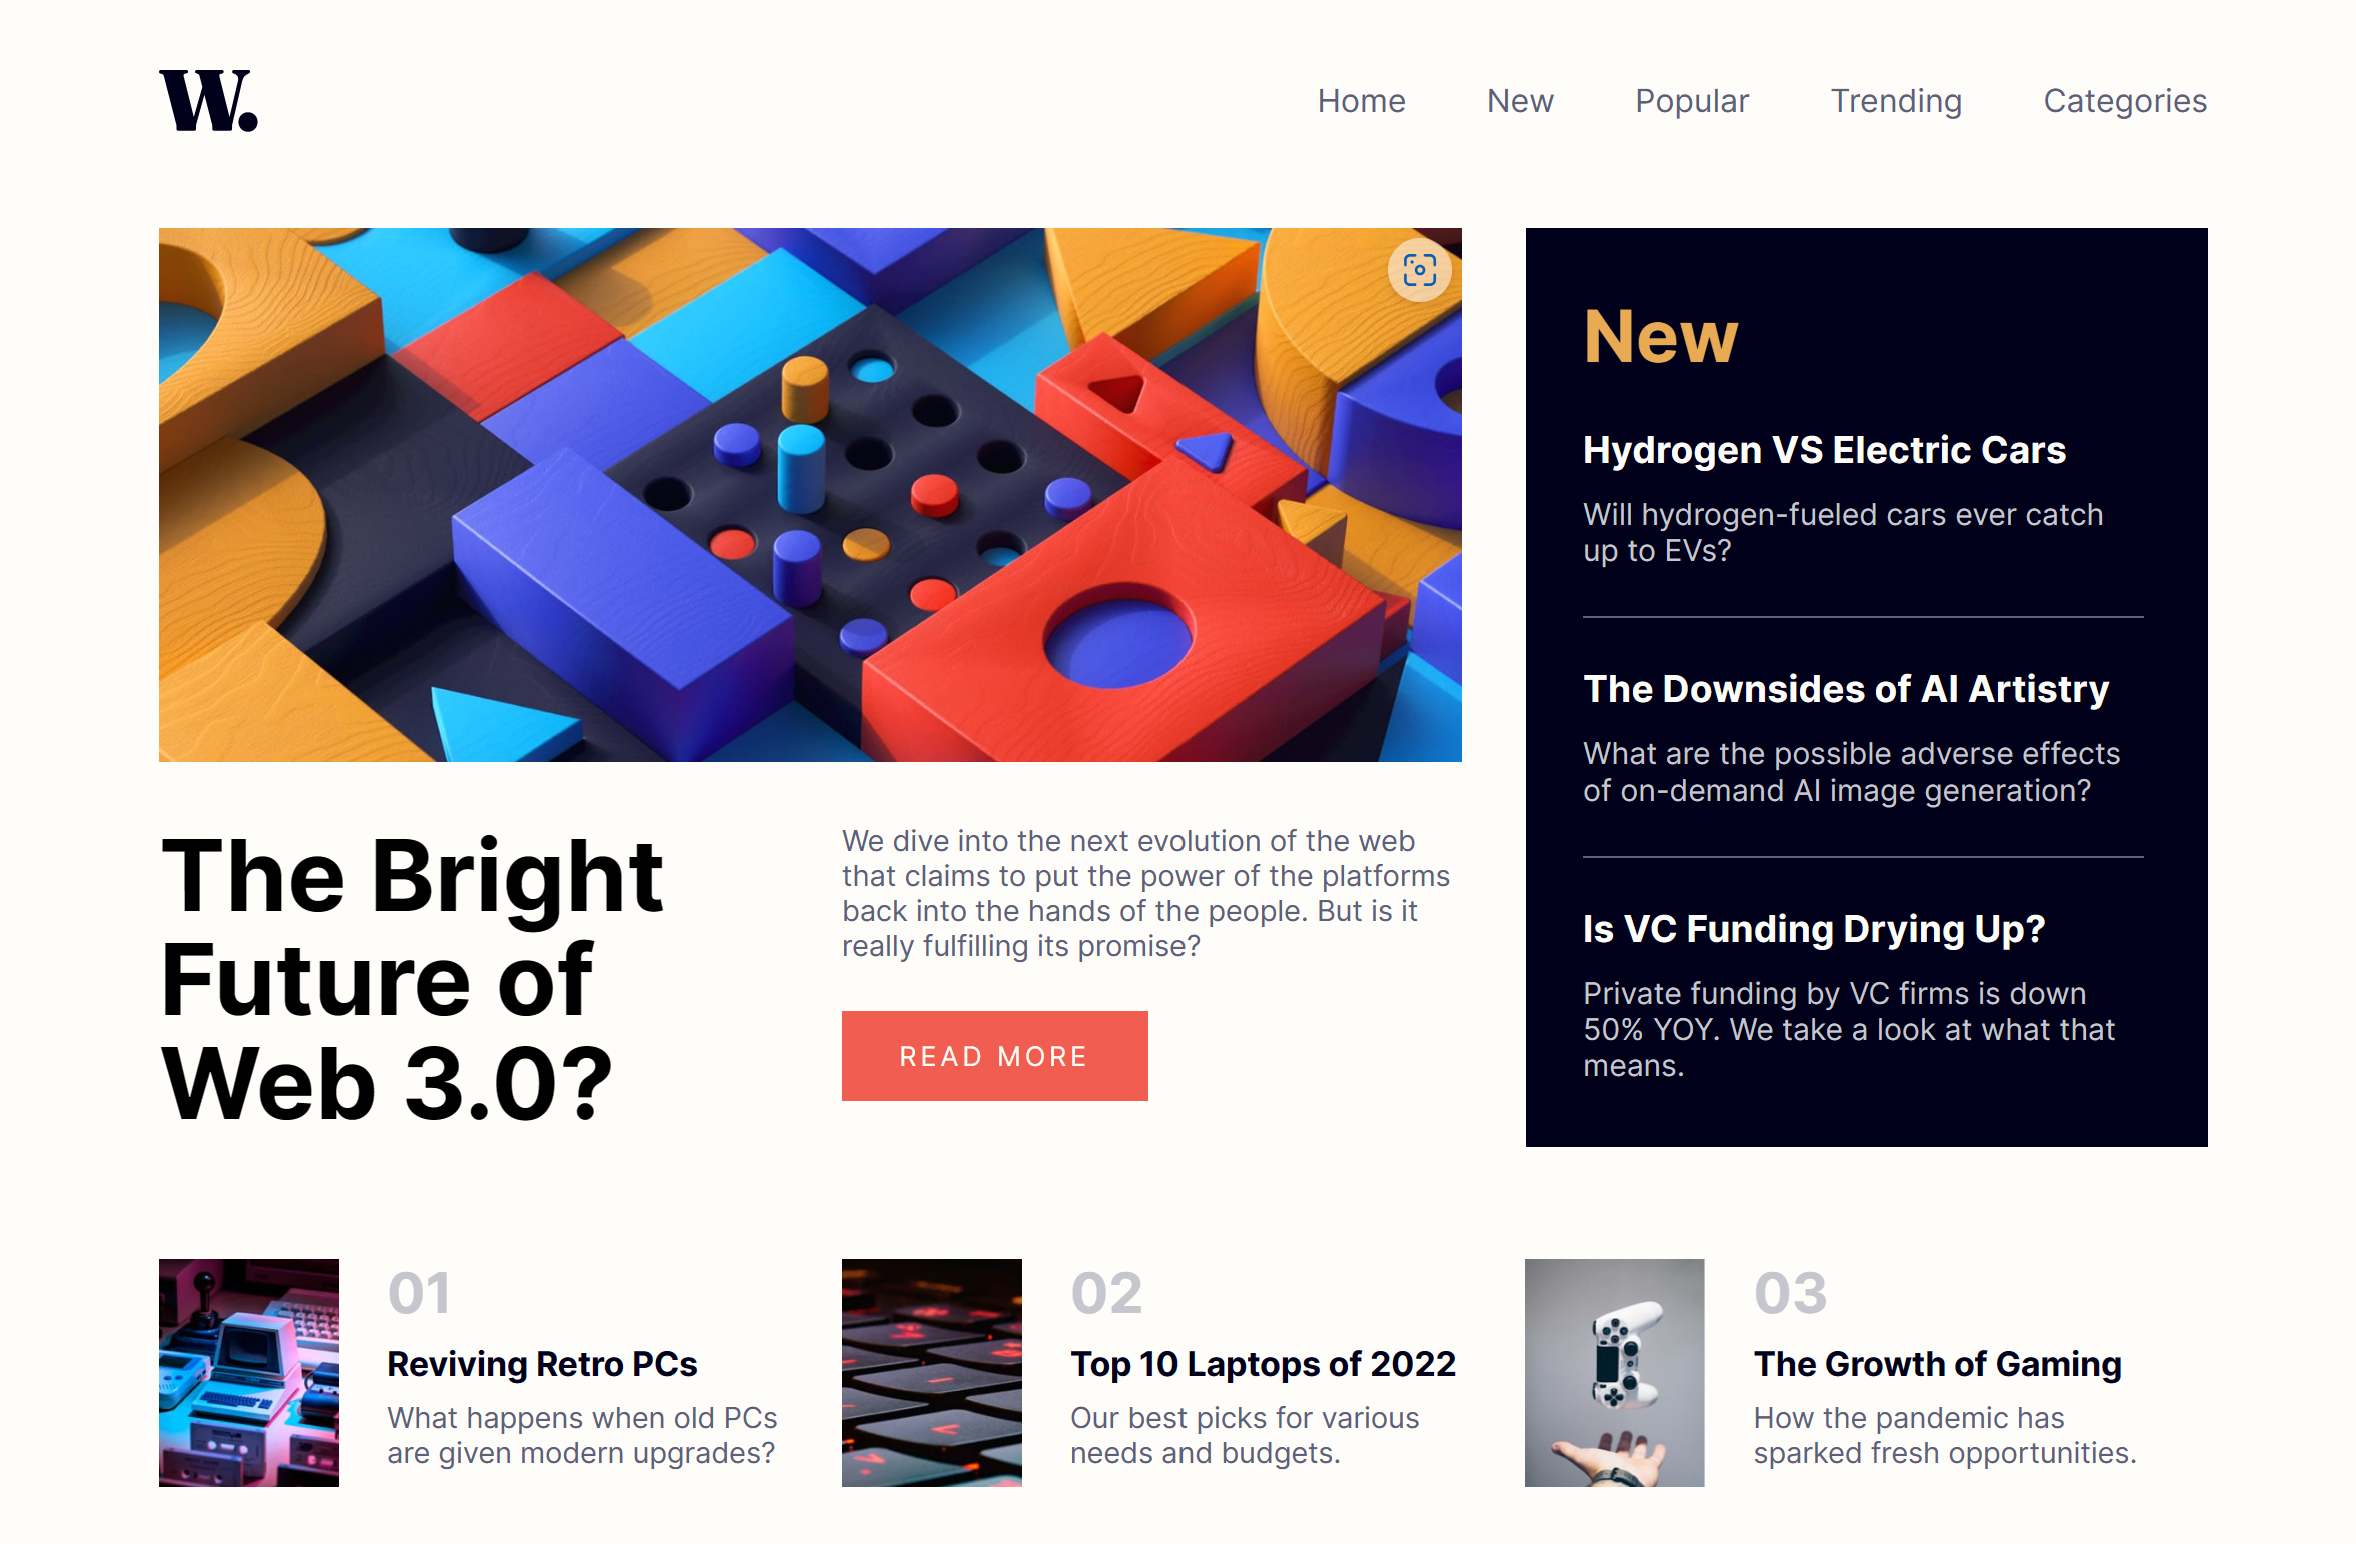 W.
Home New Popular Trending Categories
The Bright
Future of
Web 3.0?
We dive into the next evolution of the web
that claims to put the power of the platforms
back into the hands of the people. But is it
really fulfilling its promise?
READ MORE
New
Hydrogen VS Electric Cars
Will hydrogen-fueled cars ever catch
up to EVs?
The Downsides of AI Artistry
What are the possible adverse effects
of on-demand AI image generation?
Is VC Funding Drying Up?
Private funding by VC firms is down
50% YOY. We take a look at what that
means.
01
Reviving Retro PCs
What happens when old PCs
are given modern upgrades?
02
Top 10 Laptops of 2022
Our best picks for various
needs and budgets.
03
The Growth of Gaming
How the pandemic has
sparked fresh opportunities.